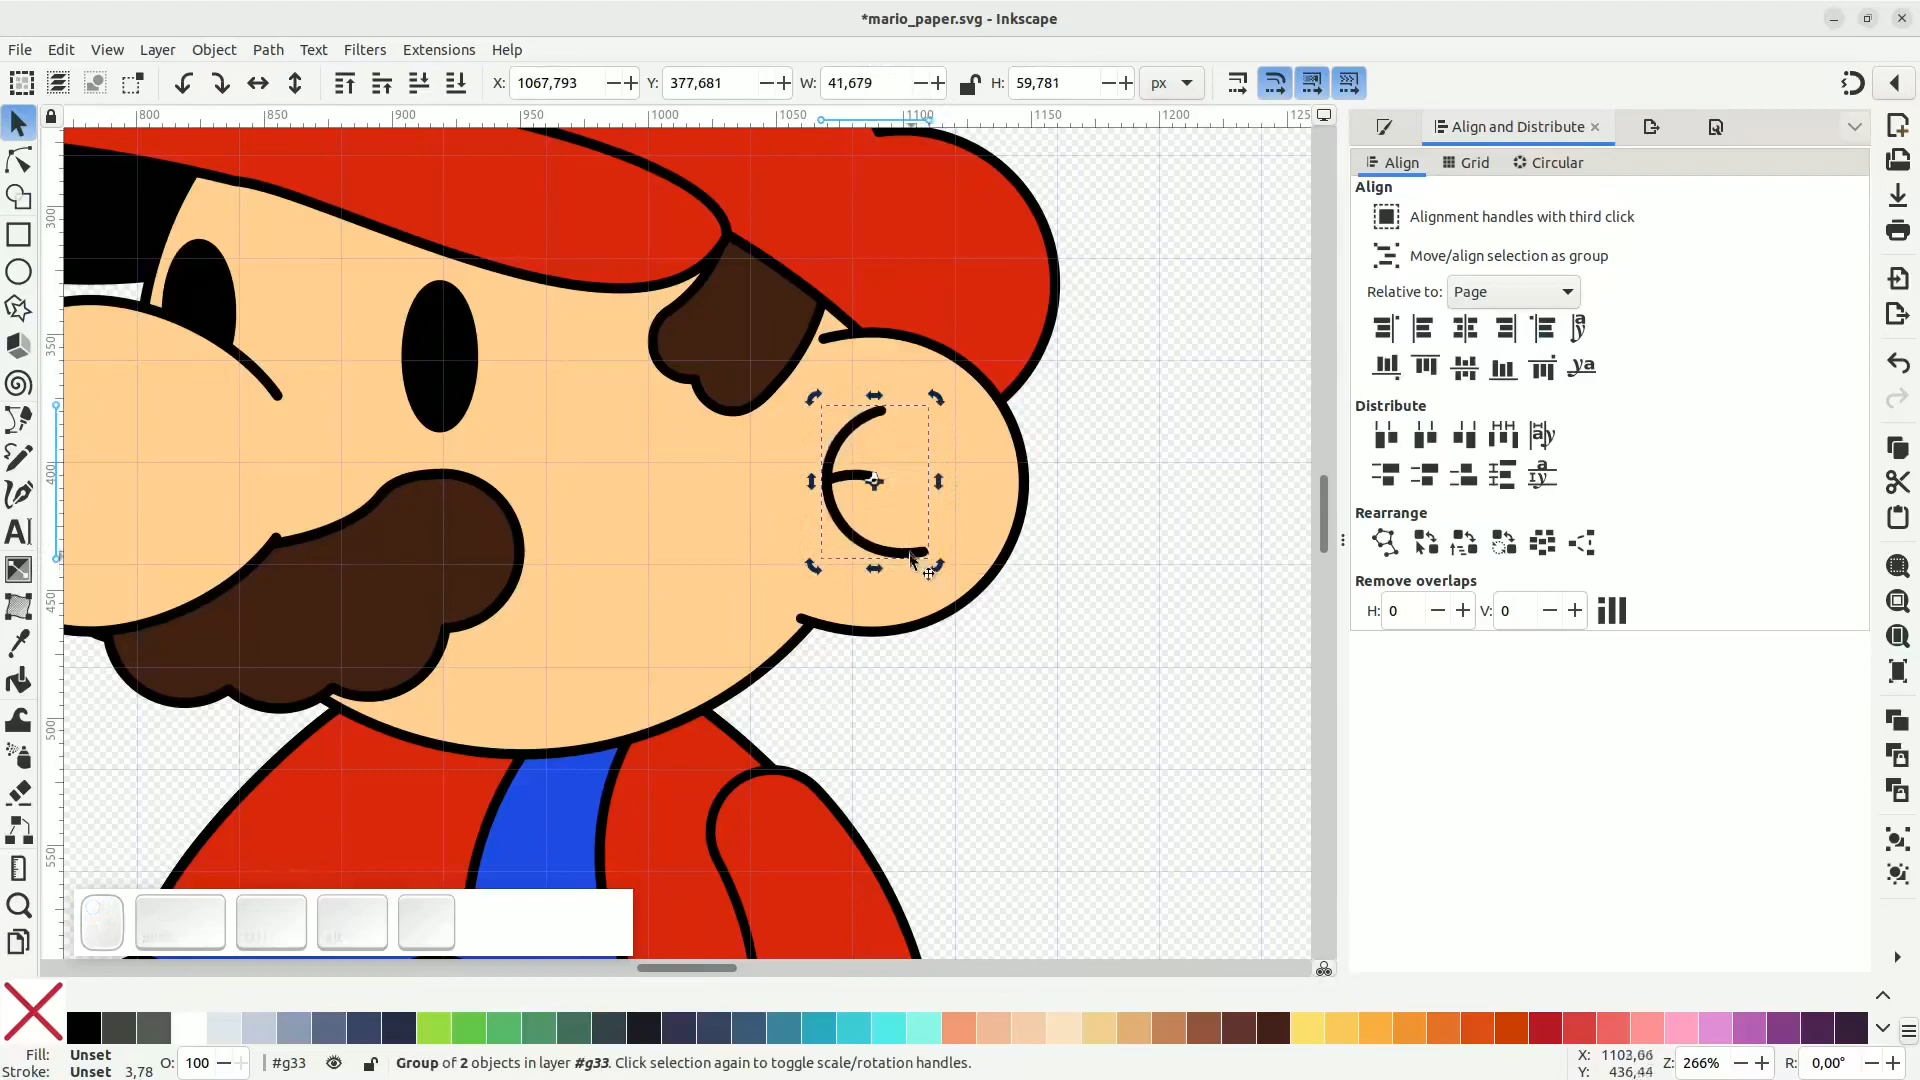 *mario_paper.svg - Inkscape
File Edit View Layer Object Path Text Filters Extensions Help
X: 1067,793 Y: 377,681 W: 41,679 H: 59,781 px
Align and Distribute
800 850 900 950 1000 1050 1100 1150 1200 125
300
350
400
450
500
550
Align Grid Circular
Align
Alignment handles with third click
Move/align selection as group
Relative to: Page
Distribute
Rearrange
Remove overlaps
H: 0 V: 0
Fill: Unset
Stroke: Unset 3,78
O: 100
#g33
Group of 2 objects in layer #g33. Click selection again to toggle scale/rotation handles.
X: 1103,66
Y: 436,44
Z: 266%
R: 0,00°